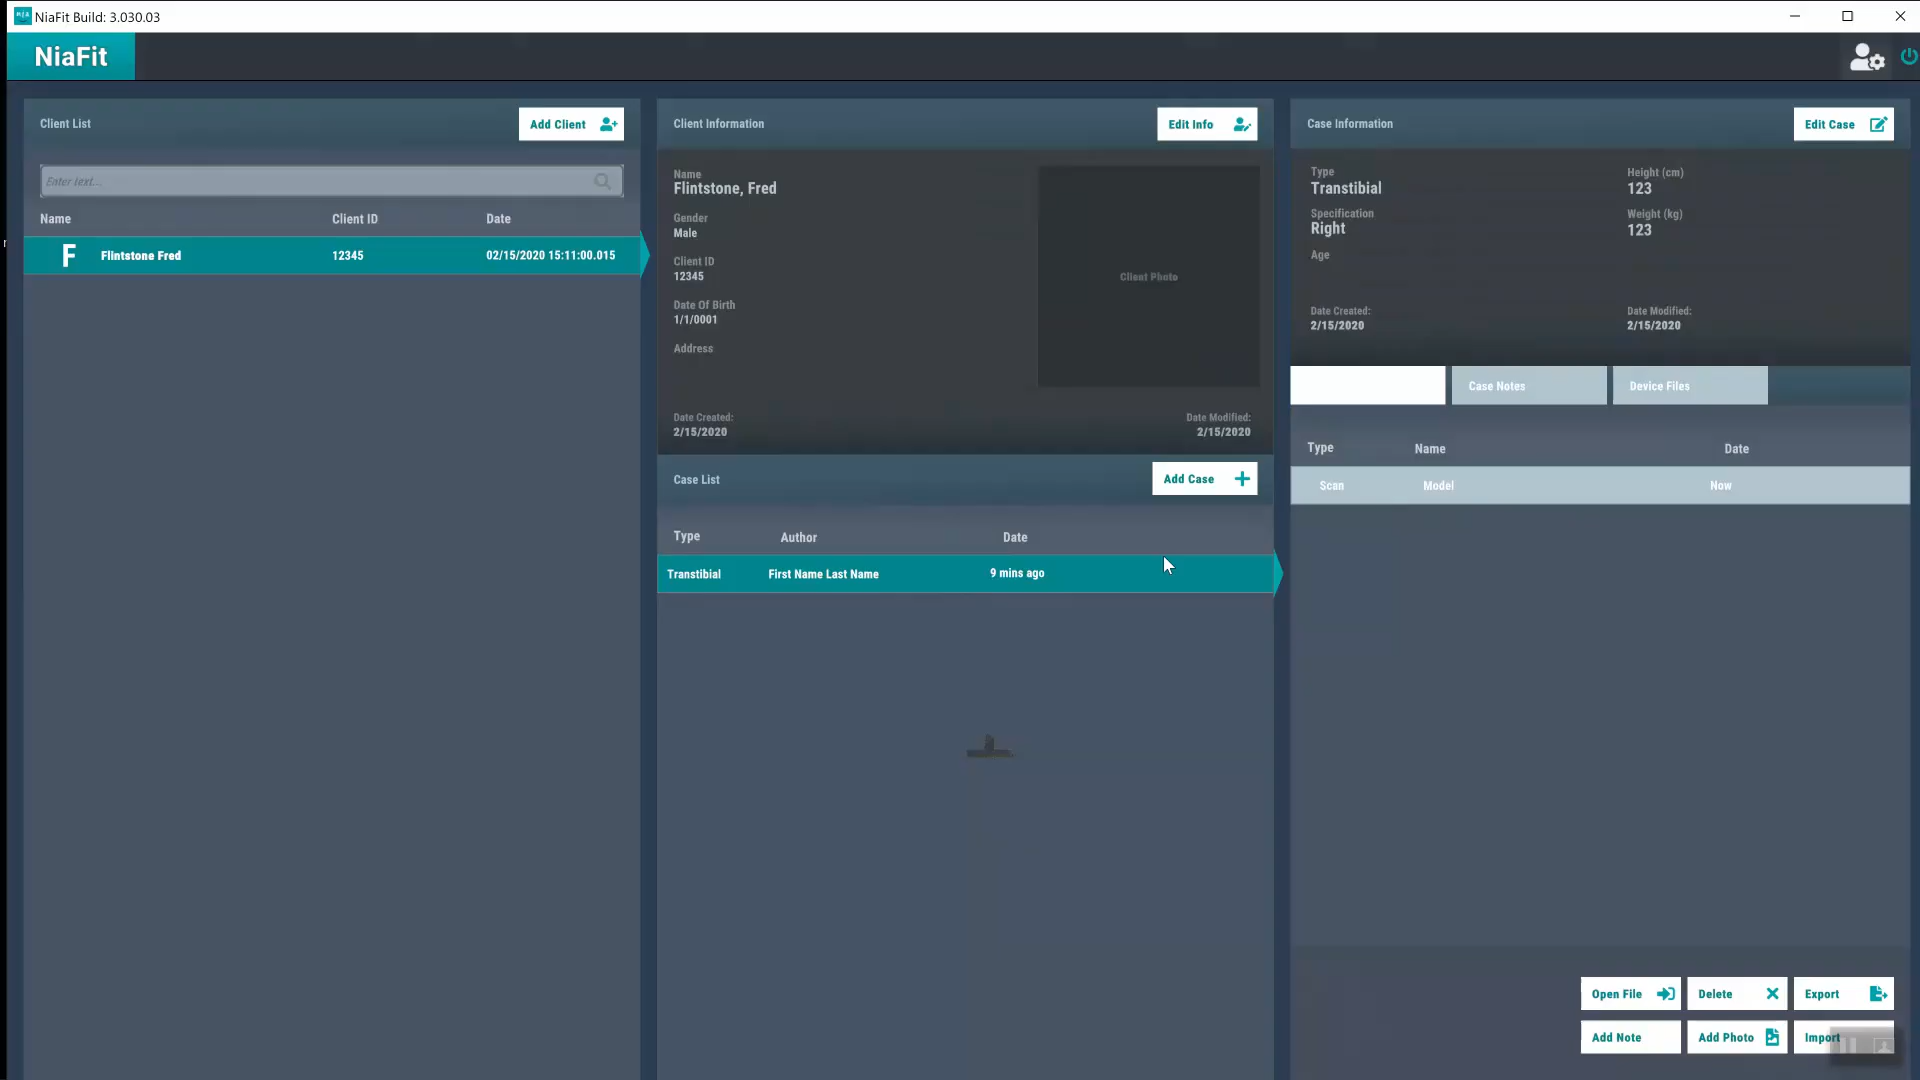 NiaFit Build: 3.030.03
NiaFit
Client List
Add Client
Enter text...
Name Client ID Date
F Flintstone Fred 12345 02/15/2020 15:11:00.015
Client Information
Edit Info
Name
Flintstone, Fred
Gender
Male
Client ID
12345
Date Of Birth
1/1/0001
Address
Client Photo
Date Created:
2/15/2020
Date Modified:
2/15/2020
Case List
Add Case
Type Author Date
Transtibial First Name Last Name 9 mins ago
Case Information
Edit Case
Type
Transtibial
Height (cm)
123
Specification
Right
Weight (kg)
123
Age
Date Created:
2/15/2020
Date Modified:
2/15/2020
Case Notes
Device Files
Type Name Date
Scan Model Now
Open File
Delete
Export
Add Note
Add Photo
Import